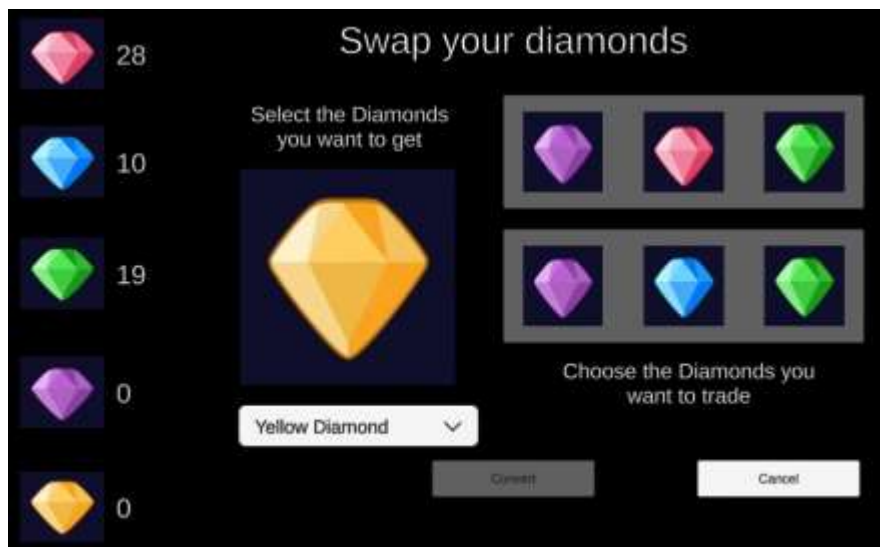 Swap your diamonds
28
10
19
0
0
Select the Diamonds
you want to get
Yellow Diamond
Choose the Diamonds you
want to trade
Convert
Cancel